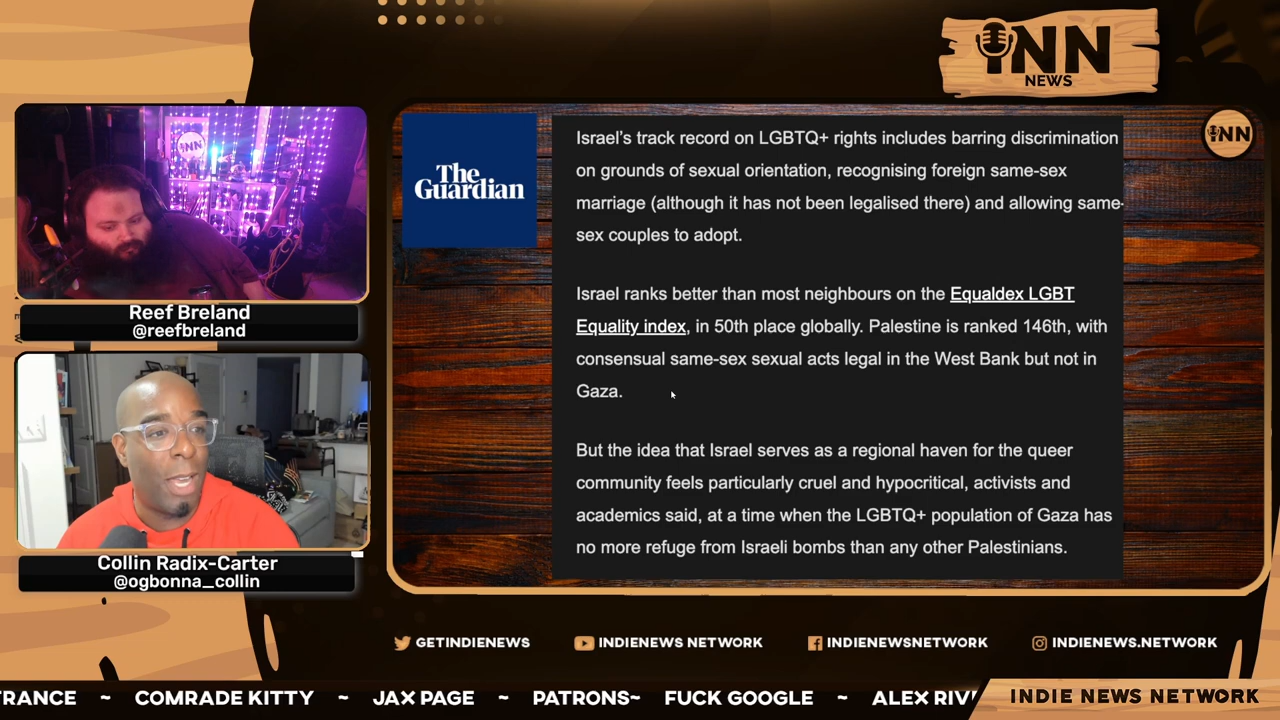 INN
NEWS
INN
The
Guardian
Israel’s track record on LGBTQ+ rights includes barring discrimination
on grounds of sexual orientation, recognising foreign same-sex
marriage (although it has not been legalised there) and allowing same-
sex couples to adopt.
Israel ranks better than most neighbours on the Equaldex LGBT
Equality index, in 50th place globally. Palestine is ranked 146th, with
consensual same-sex sexual acts legal in the West Bank but not in
Gaza.
But the idea that Israel serves as a regional haven for the queer
community feels particularly cruel and hypocritical, activists and
academics said, at a time when the LGBTQ+ population of Gaza has
no more refuge from Israeli bombs than any other Palestinians.
INN
Reef Breland
@reefbreland
Collin Radix-Carter
@ogbonna_collin
GETINDIENEWS
INDIENEWS NETWORK
INDIENEWSNETWORK
INDIENEWS.NETWORK
TRANCE ~ COMRADE KITTY ~ JAX PAGE ~ PATRONS~ FUCK GOOGLE ~ ALEX RIV
INDIE NEWS NETWORK